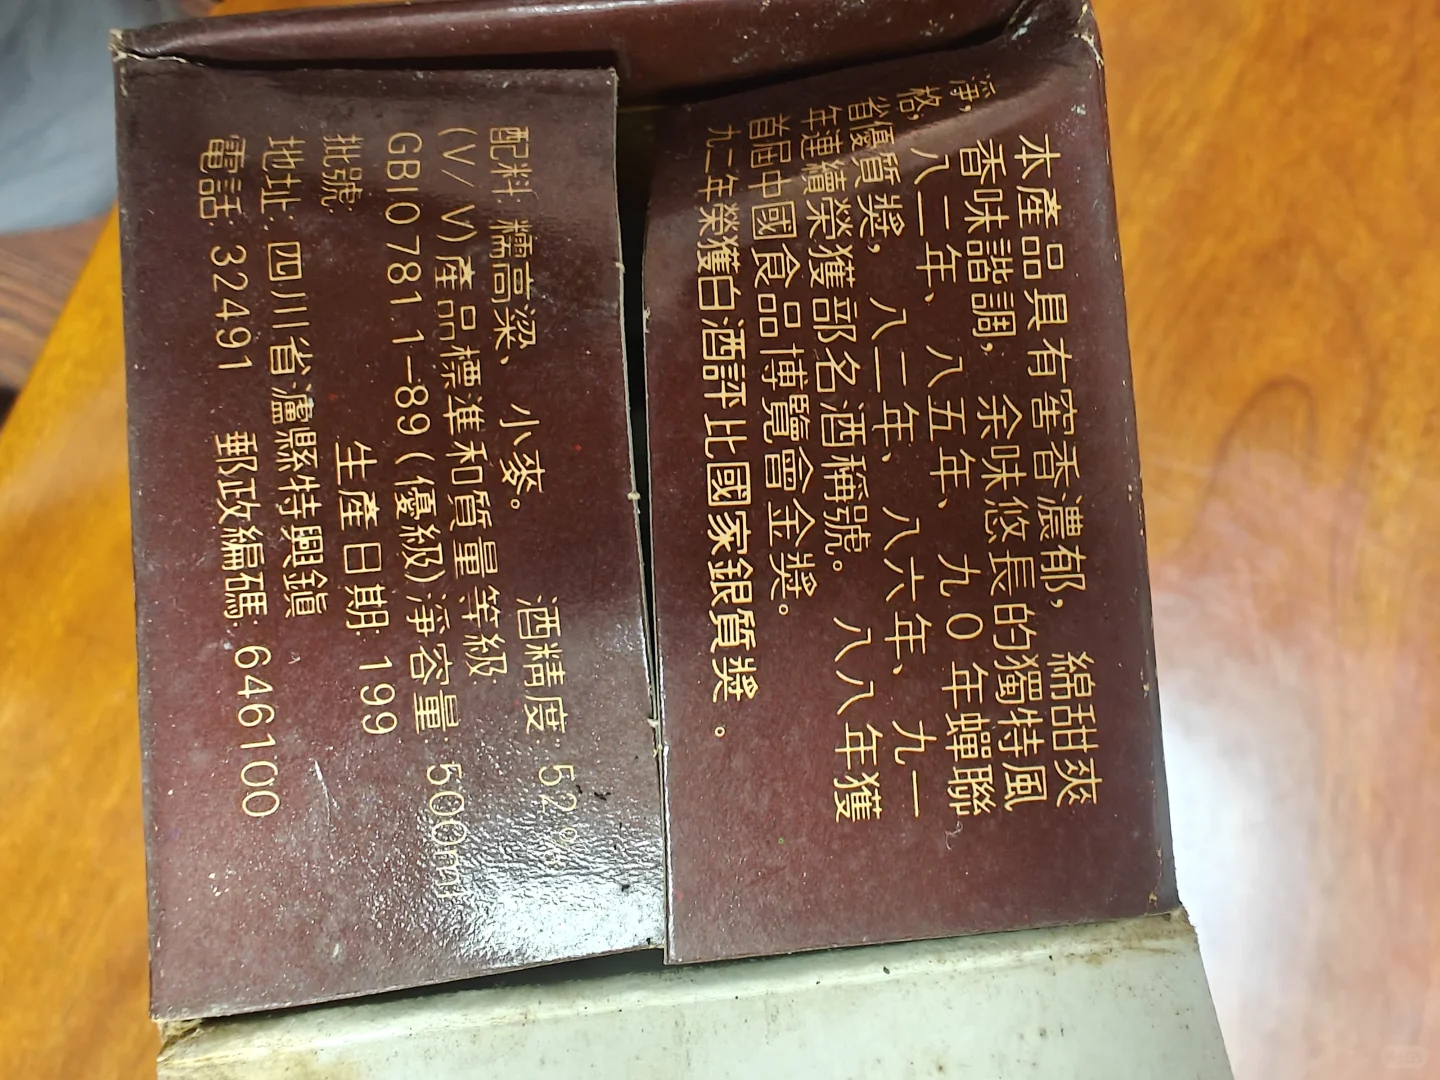 本產品具有窖香濃郁，綿甜爽
淨，香味諧調，余味悠長的獨特風
格，八二年、八五年、九0年蟬聯
省優質獎，八二年、八六年、九一
年連續榮獲部名酒稱號。八八年獲
首届中國食品博覽會金獎。
九二年榮獲白酒評比國家銀質獎。
配料：糯高粱，小麥。 酒精度：52%
(V/V)產品標準和質量等級：
GB10781.1-89(優級)淨容量：500ml
批號： 生產日期：199
地址：四川省瀘縣特興鎮
電話：32491 郵政編碼：646100